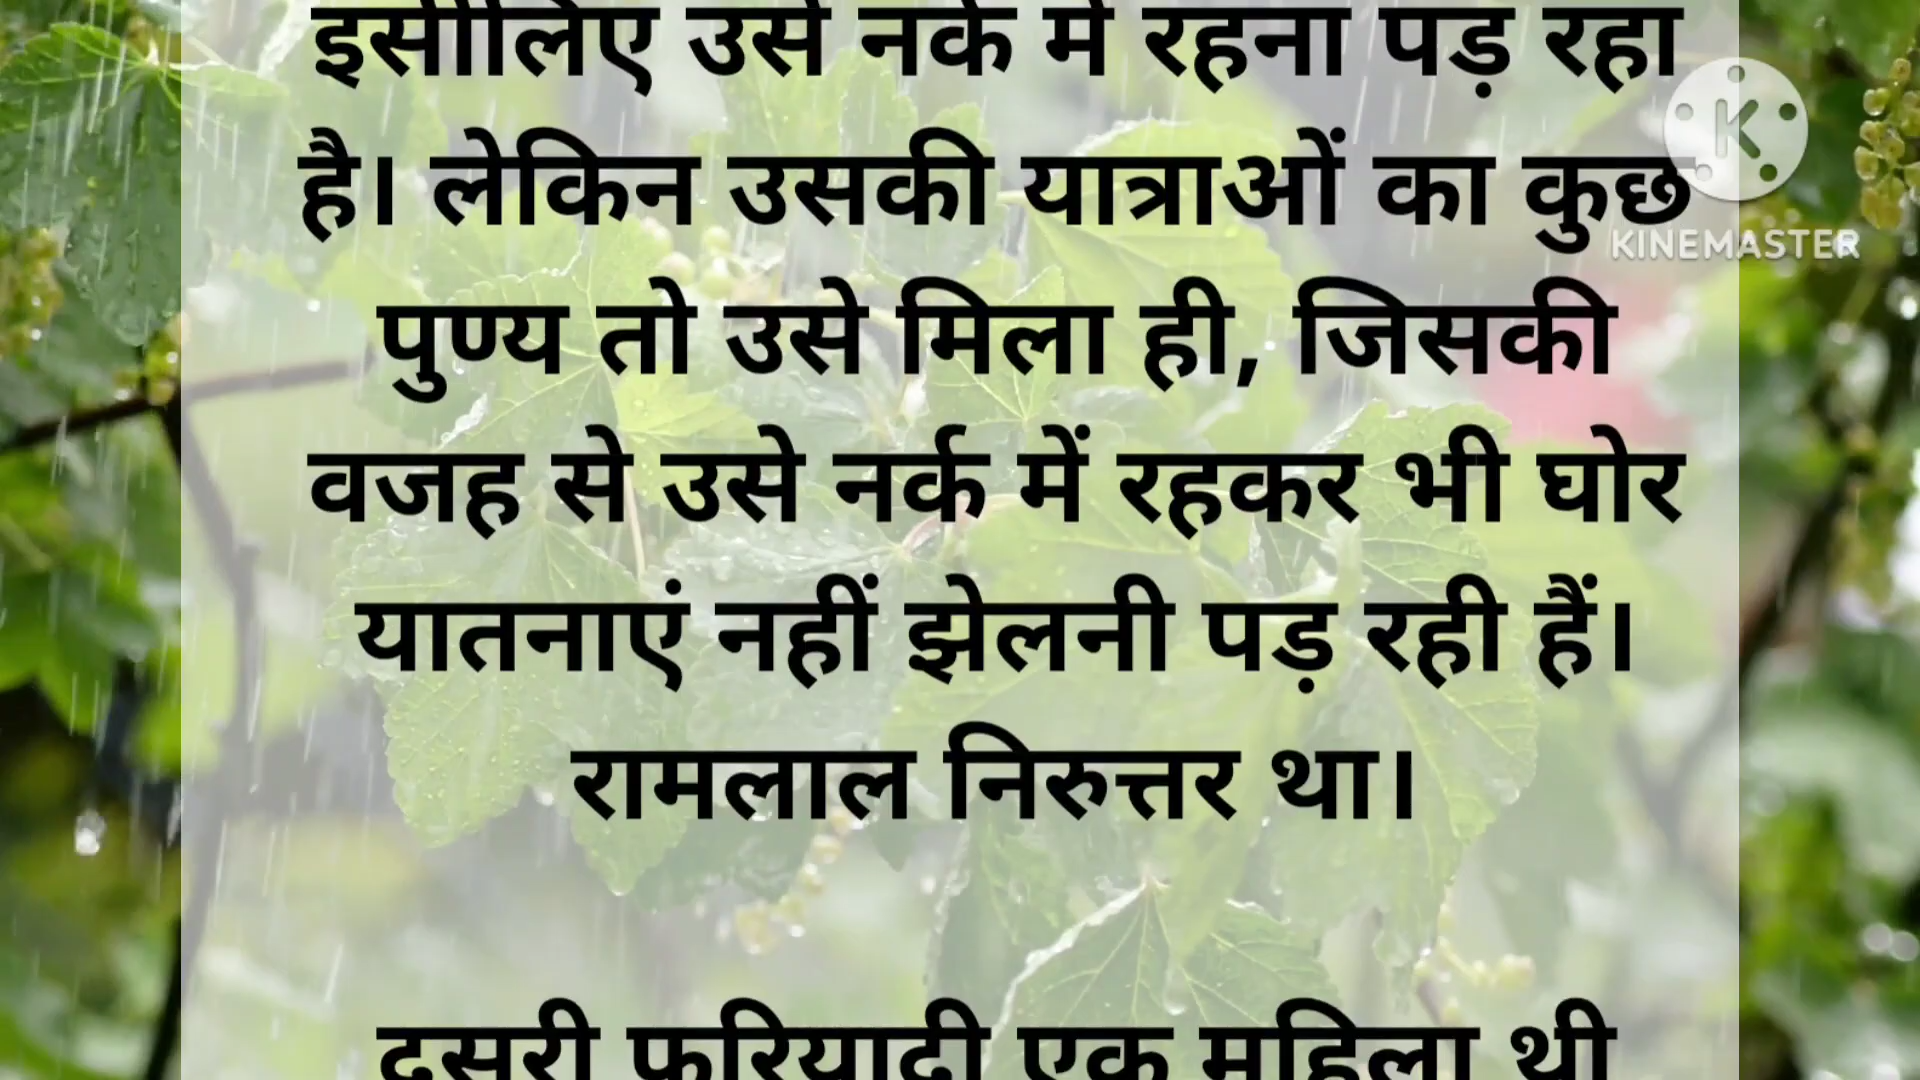 इसीलिए उसे नर्क में रहना पड़ रहा
है। लेकिन उसकी यात्राओं का कुछ
पुण्य तो उसे मिला ही, जिसकी
वजह से उसे नर्क में रहकर भी घोर
यातनाएं नहीं झेलनी पड़ रही हैं।
रामलाल निरुत्तर था।
दूसरी फरियादी एक महिला थी
K
KINEMASTER